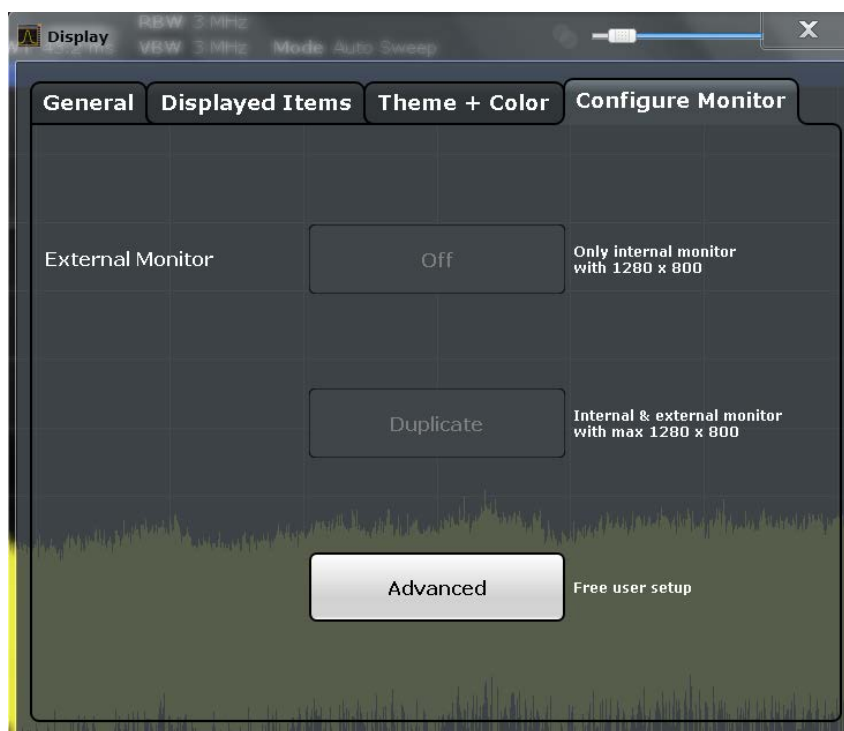 RBW 3 MHz
Display
VBW 3 MHz Mode Auto Sweep
X
General Displayed Items Theme + Color Configure Monitor
External Monitor
Off
Only internal monitor
with 1280 x 800
Duplicate
Internal & external monitor
with max 1280 x 800
Advanced
Free user setup